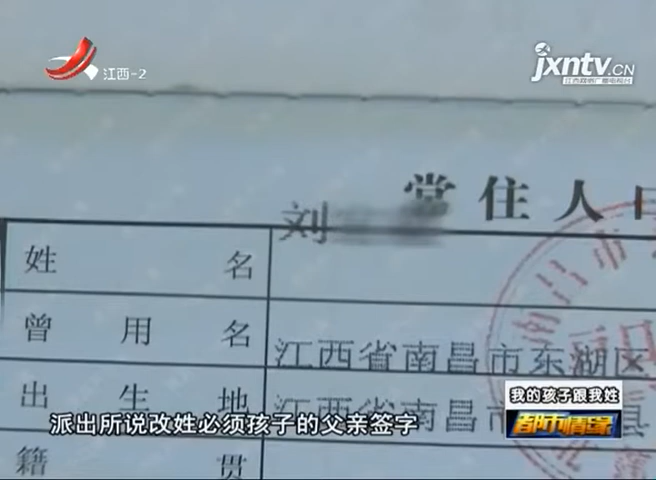 江西-2
jxntv.CN
江西网络广播电视台
常住人口
刘
姓 名
曾用名
江西省南昌市东湖区
出生地
江西省南昌市 县
籍贯
我的孩子跟我姓
都市情缘
派出所说改姓必须孩子的父亲签字